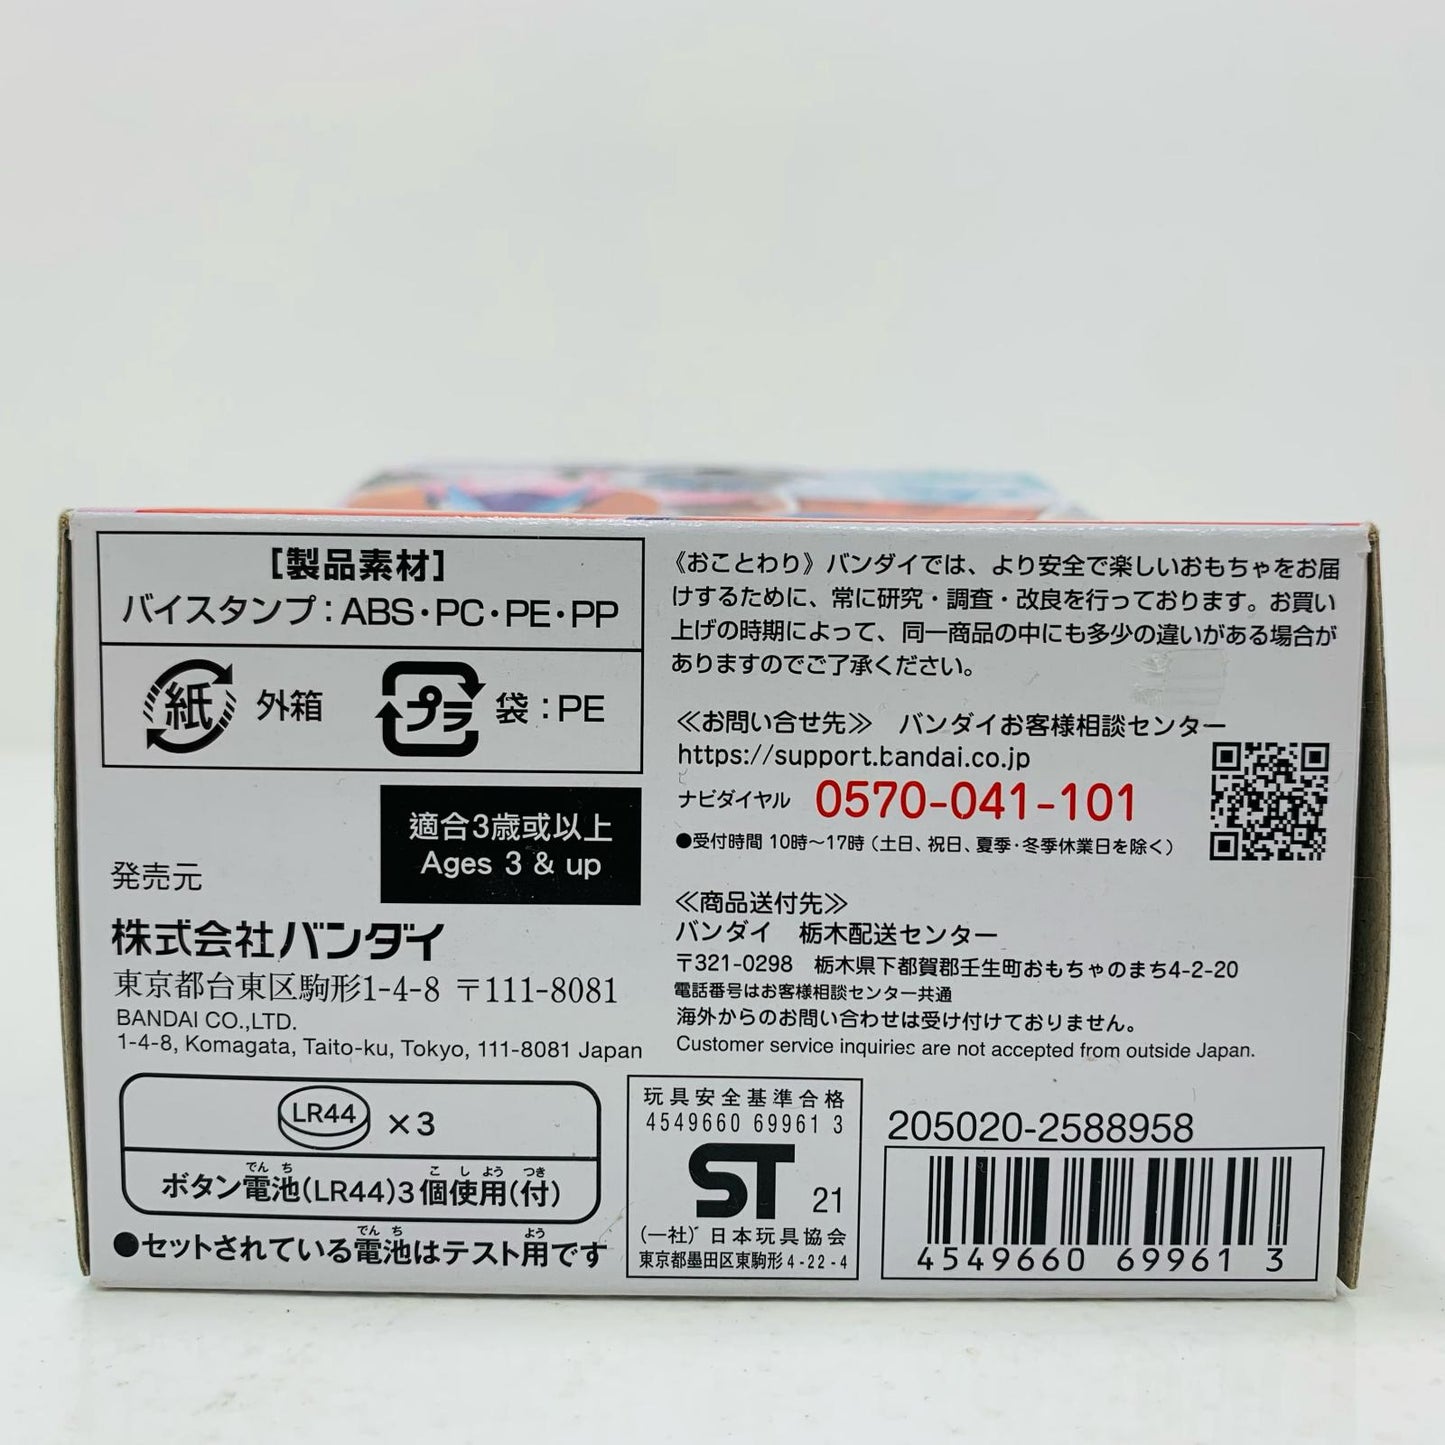 [製品素材]
バイスタンプ：ABS・PC・PE・PP
紙 外箱 プラ 袋：PE
適合3歳或以上
Ages 3 & up
発売元
株式会社バンダイ
東京都台東区駒形1-4-8 〒111-8081
BANDAI CO.,LTD.
1-4-8, Komagata, Taito-ku, Tokyo, 111-8081 Japan
LR44 ×3
でんち こしよう つき
ボタン電池(LR44)3個使用(付)
でんち よう
●セットされている電池はテスト用です
《おことわり》バンダイでは、より安全で楽しいおもちゃをお届
けするために、常に研究・調査・改良を行っております。お買い
上げの時期によって、同一商品の中にも多少の違いがある場合が
ありますのでご了承ください。
≪お問い合せ先≫ バンダイお客様相談センター
https://support.bandai.co.jp
ナビダイヤル 0570-041-101
●受付時間 10時〜17時（土日、祝日、夏季・冬季休業日を除く）
≪商品送付先≫
バンダイ 栃木配送センター
〒321-0298 栃木県下都賀郡壬生町おもちゃのまち4-2-20
電話番号はお客様相談センター共通
海外からのお問い合わせは受け付けておりません。
Customer service inquiries are not accepted from outside Japan.
玩具安全基準合格
4549660 69961 3
ST 21
(一社) 日本玩具協会
東京都墨田区東駒形4-22-4
205020-2588958
4549660 69961 3